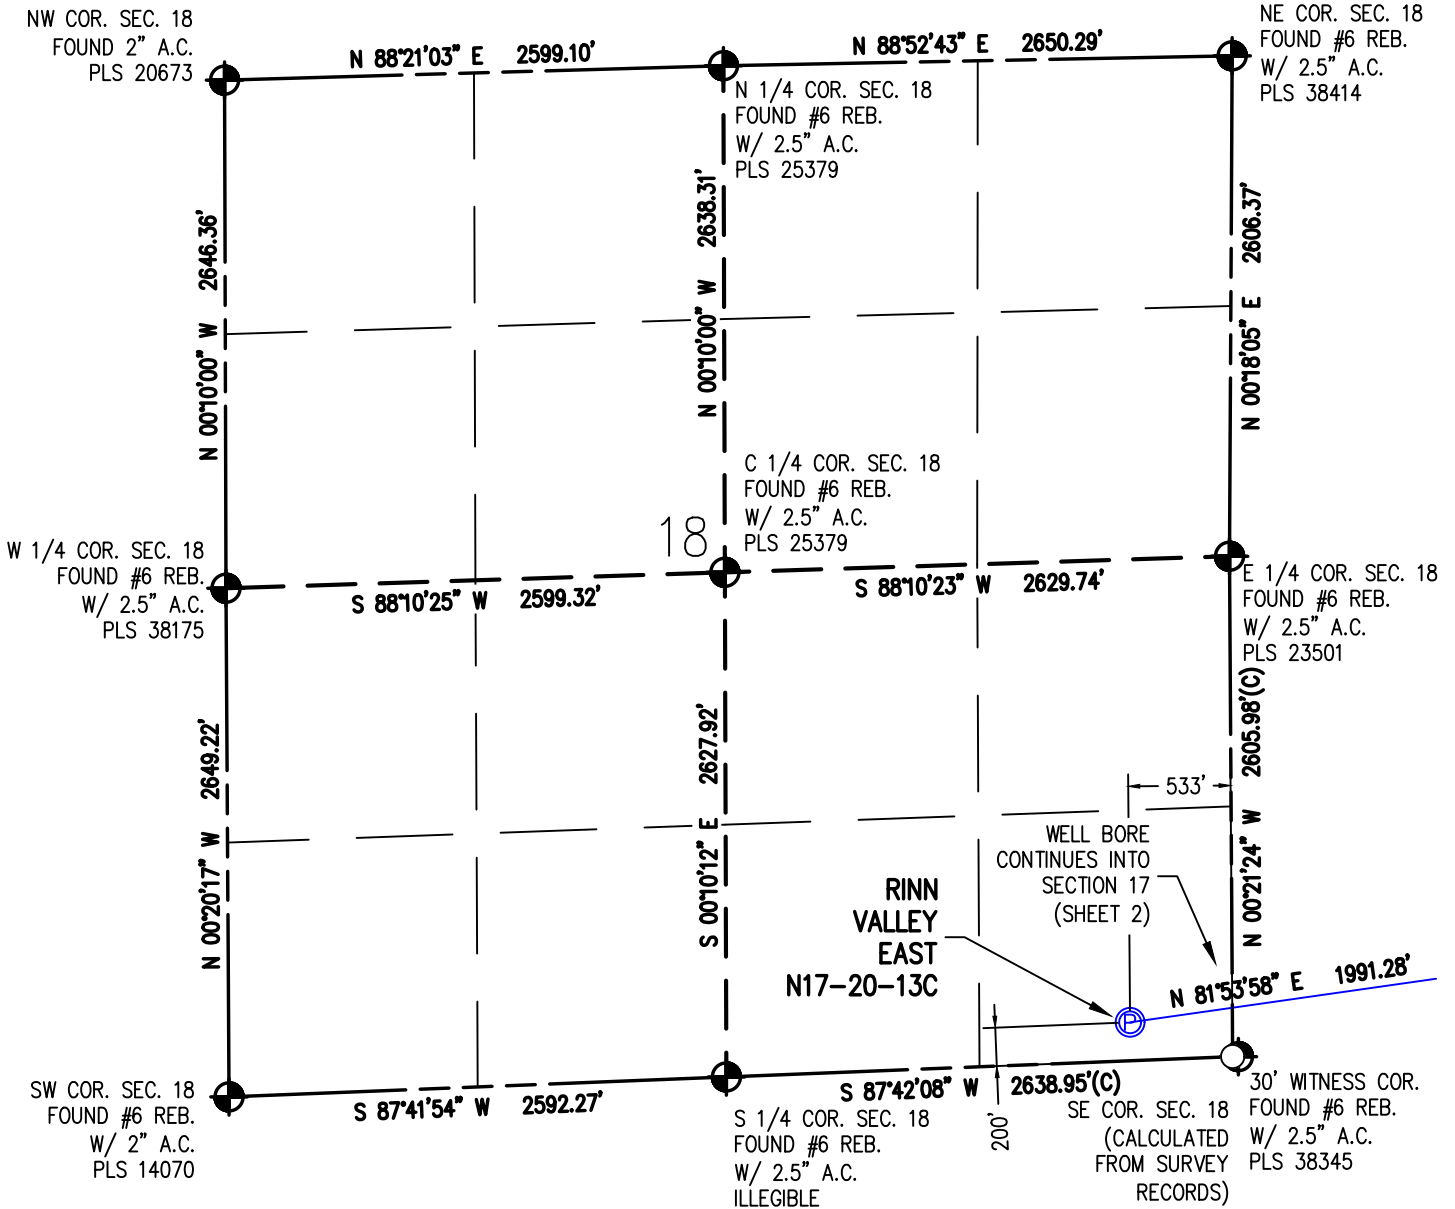 NW COR. SEC. 18
FOUND 2" A.C.
PLS 20673
N 88°21'03" E 2599.10'
N 88°52'43" E 2650.29'
NE COR. SEC. 18
FOUND #6 REB.
W/ 2.5" A.C.
PLS 38414
N 1/4 COR. SEC. 18
FOUND #6 REB.
W/ 2.5" A.C.
PLS 25379
N 00°10'00" W 2646.36'
N 00°10'00" W 2638.31'
N 00°18'05" E 2606.37'
C 1/4 COR. SEC. 18
FOUND #6 REB.
W/ 2.5" A.C.
PLS 25379
18
W 1/4 COR. SEC. 18
FOUND #6 REB.
W/ 2.5" A.C.
PLS 38175
S 88°10'25" W 2599.32'
S 88°10'23" W 2629.74'
E 1/4 COR. SEC. 18
FOUND #6 REB.
W/ 2.5" A.C.
PLS 23501
N 00°20'17" W 2649.22'
S 00°10'12" E 2627.92'
N 00°21'24" W 2605.98'(C)
533'
WELL BORE
CONTINUES INTO
SECTION 17
(SHEET 2)
RINN
VALLEY
EAST
N17-20-13C
P
N 81°53'58" E 1991.28'
200'
SW COR. SEC. 18
FOUND #6 REB.
W/ 2" A.C.
PLS 14070
S 87°41'54" W 2592.27'
S 87°42'08" W 2638.95'(C)
S 1/4 COR. SEC. 18
FOUND #6 REB.
W/ 2.5" A.C.
ILLEGIBLE
SE COR. SEC. 18
(CALCULATED
FROM SURVEY
RECORDS)
30' WITNESS COR.
FOUND #6 REB.
W/ 2.5" A.C.
PLS 38345